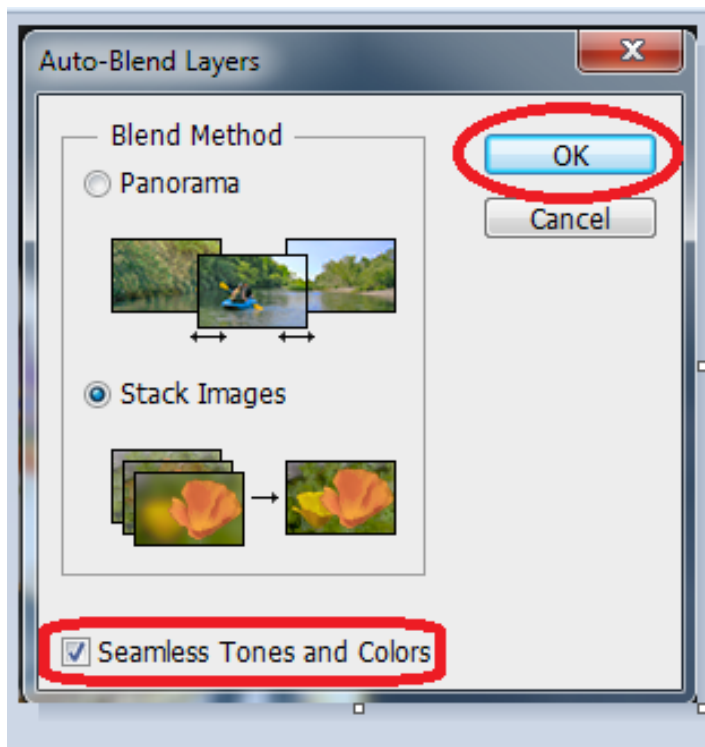 Auto-Blend Layers
Blend Method
Panorama
Stack Images
Seamless Tones and Colors
OK
Cancel